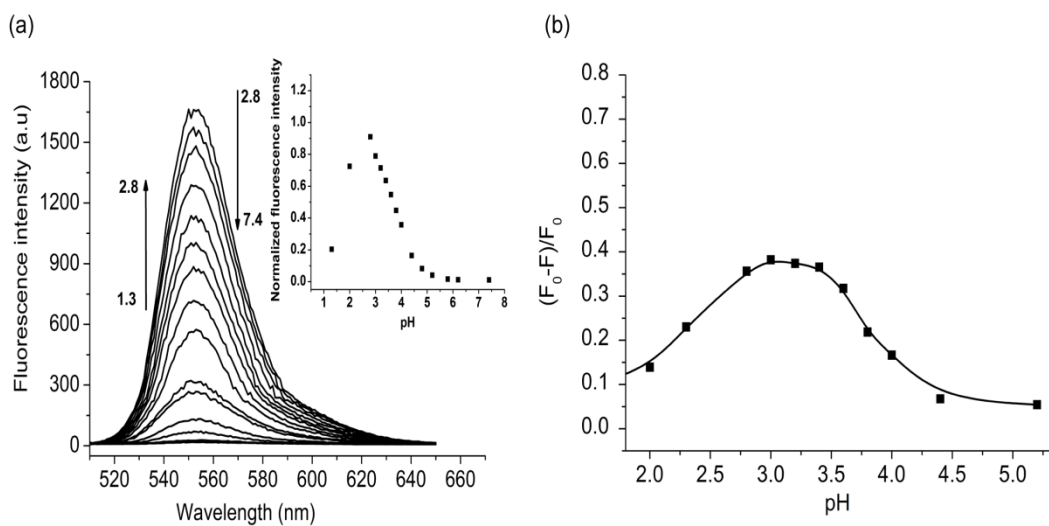 (a)
Fluorescence intensity (a.u)
1800
1500
1200
900
600
300
0
520 540 560 580 600 620 640 660
Wavelength (nm)
2.8
1.3
2.8
7.4
Normalized fluorescence intensity
1.2
1.0
0.8
0.6
0.4
0.2
0.0
1 2 3 4 5 6 7 8
pH
(b)
(F₀-F)/F₀
0.8
0.7
0.6
0.5
0.4
0.3
0.2
0.1
0.0
2.0 2.5 3.0 3.5 4.0 4.5 5.0
pH